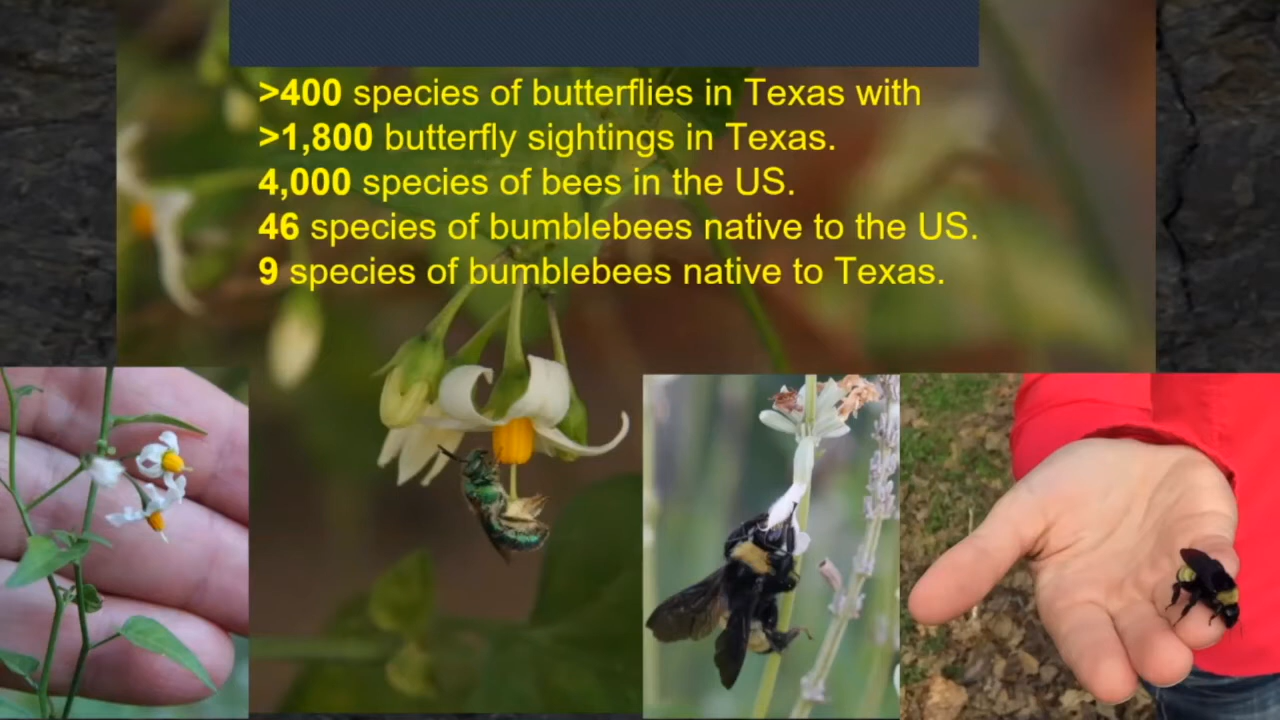 >400 species of butterflies in Texas with
>1,800 butterfly sightings in Texas.
4,000 species of bees in the US.
46 species of bumblebees native to the US.
9 species of bumblebees native to Texas.